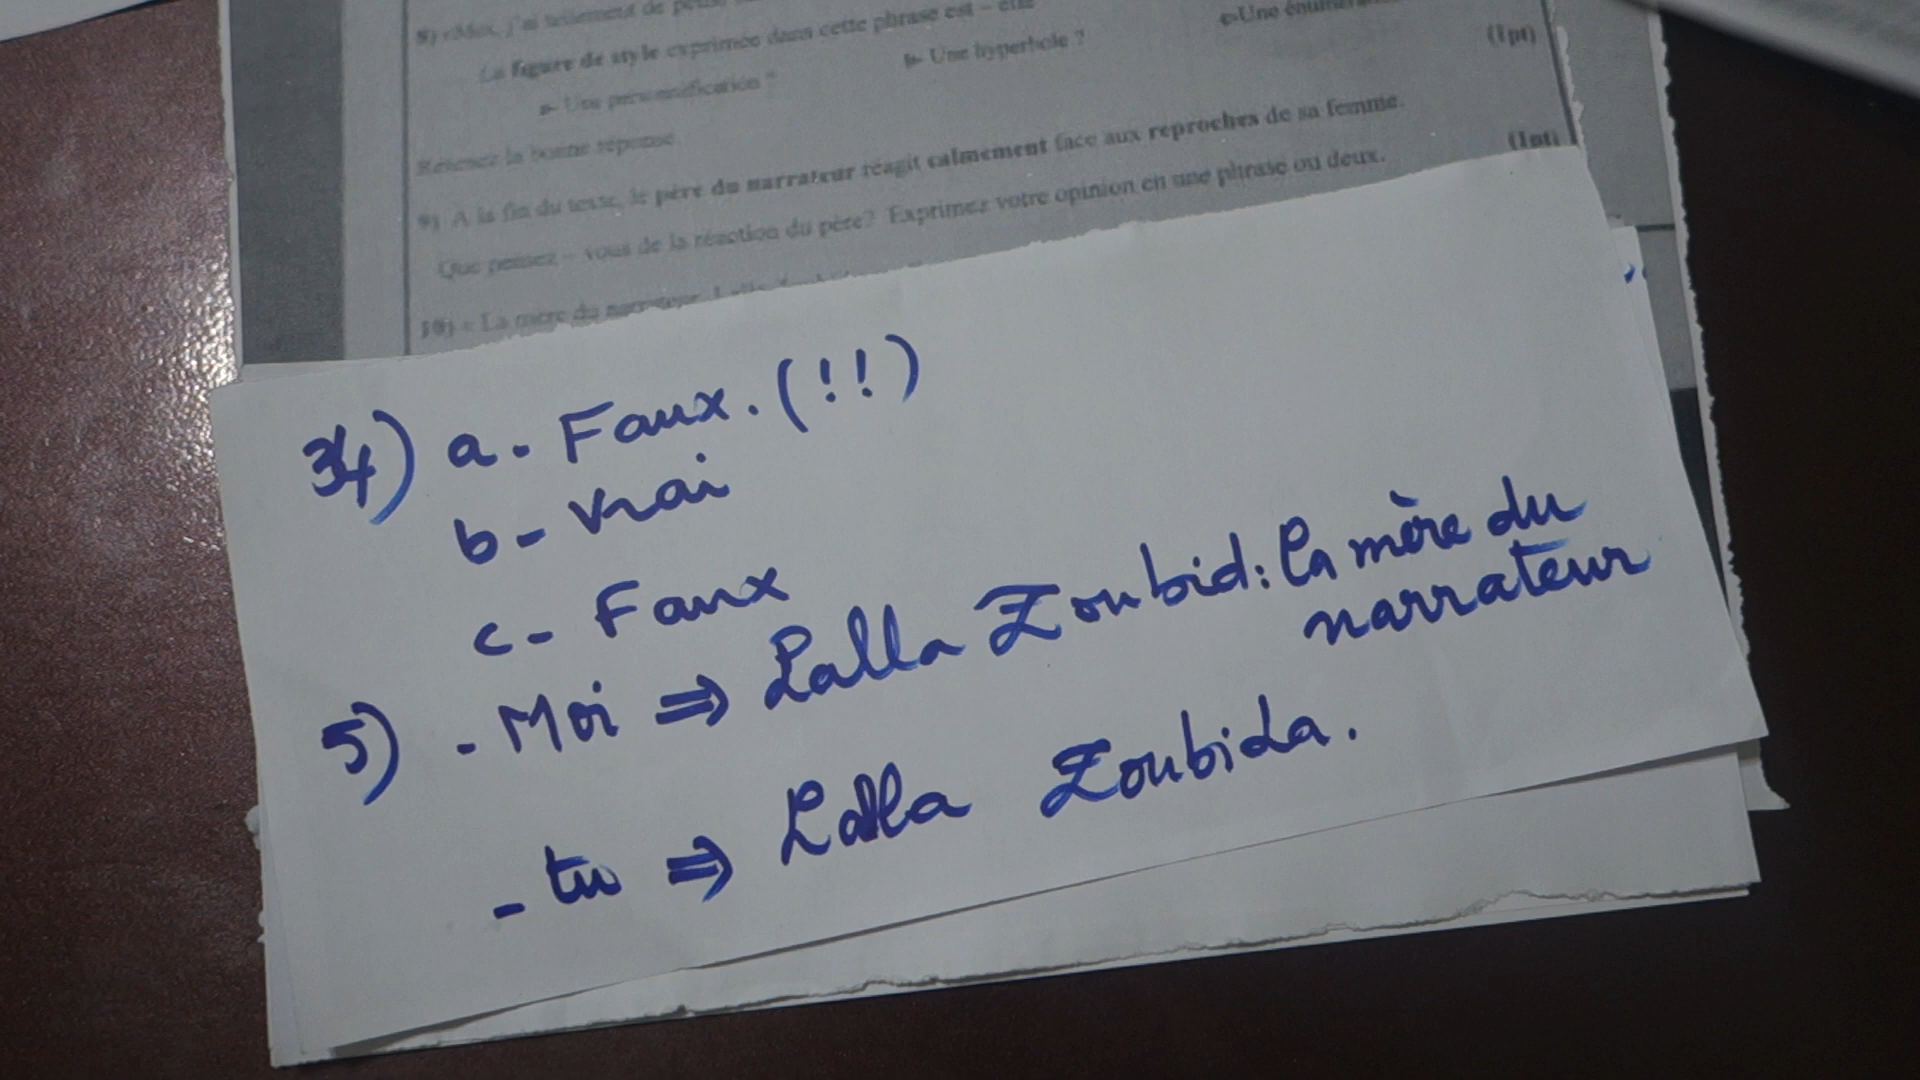 8) «Moi, j'ai tellement de
La figure de style exprimée dans cette phrase est – elle
Une personnification ? Une hyperbole ? Une
(1pt)
Relevez la bonne réponse.
9) A la fin du texte, le père du narrateur réagit calmement face aux reproches de sa femme.
Que pensez – vous de la réaction du père? Exprimez votre opinion en une phrase ou deux.
(1pt)
10) « La mère du narrateur
4) a - Faux. (!!)
b - Vrai
c - Faux
5) - Moi ⇒ Lalla Zoubid : la mère du
narrateur
- tu ⇒ Lalla Zoubida.